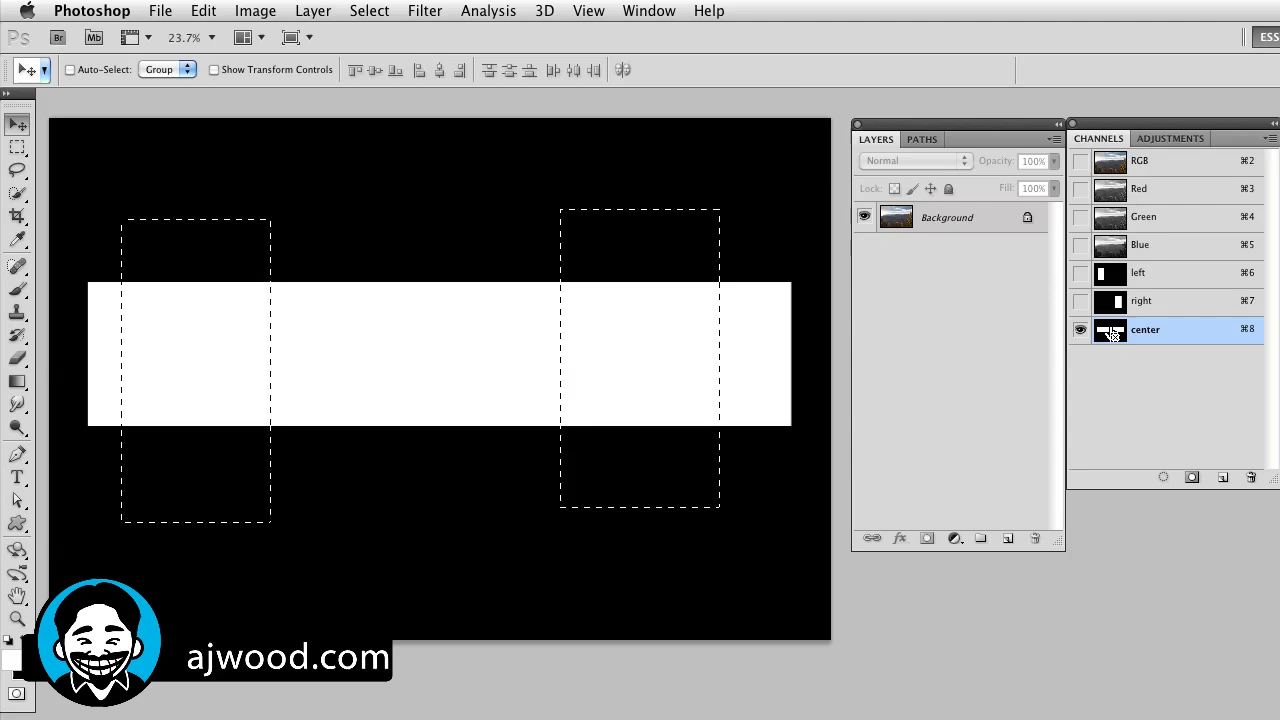 Photoshop File Edit Image Layer Select Filter Analysis 3D View Window Help
Ps Br Mb 23.7% ESS
Auto-Select: Group Show Transform Controls
LAYERS PATHS
Normal Opacity: 100%
Lock: Fill: 100%
Background
CHANNELS ADJUSTMENTS
RGB ⌘2
Red ⌘3
Green ⌘4
Blue ⌘5
left ⌘6
right ⌘7
center ⌘8
fx
T
ajwood.com